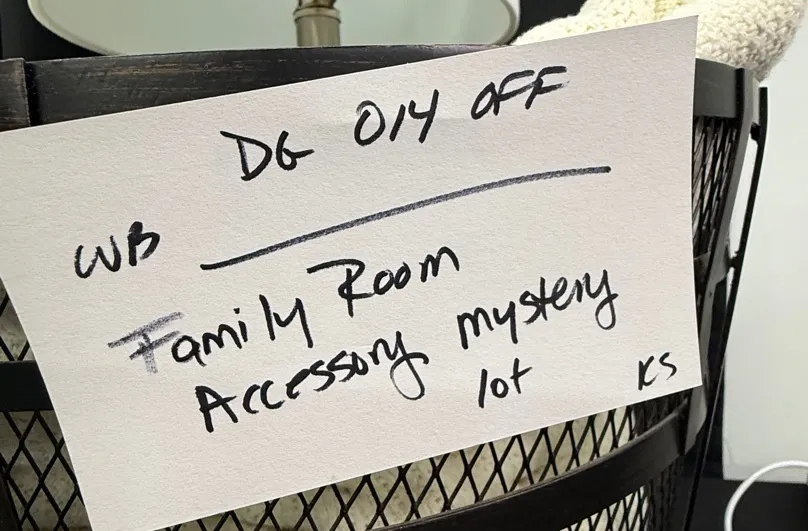 DG 014 OFF
WB
Family Room
Accessory mystery
lot
KS